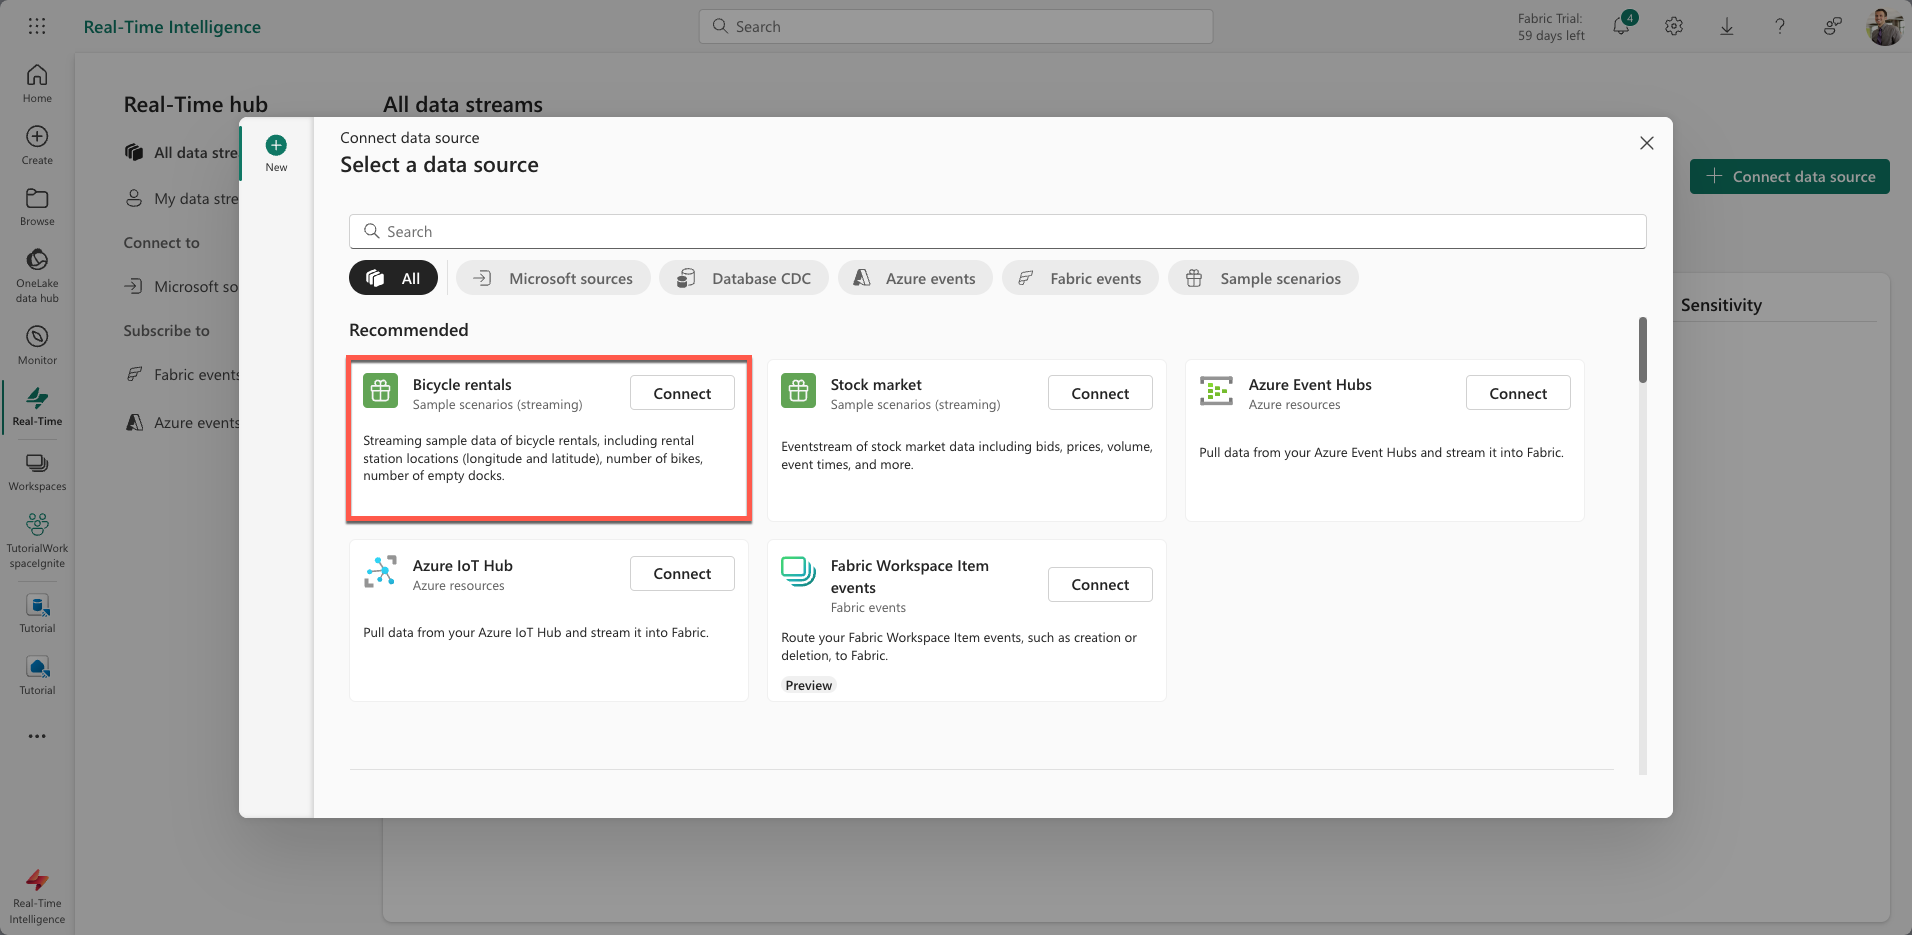 Real-Time Intelligence
Search
Fabric Trial:
59 days left
4
Home
Create
Browse
OneLake
data hub
Monitor
Real-Time
Workspaces
TutorialWork
spaceIgnite
Tutorial
Tutorial
Real-Time
Intelligence
Real-Time hub
All data stre
My data stre
Connect to
Microsoft so
Subscribe to
Fabric events
Azure events
All data streams
Connect data source
Sensitivity
New
Connect data source
Select a data source
Search
All
Microsoft sources
Database CDC
Azure events
Fabric events
Sample scenarios
Recommended
Bicycle rentals
Sample scenarios (streaming)
Connect
Streaming sample data of bicycle rentals, including rental
station locations (longitude and latitude), number of bikes,
number of empty docks.
Stock market
Sample scenarios (streaming)
Connect
Eventstream of stock market data including bids, prices, volume,
event times, and more.
Azure Event Hubs
Azure resources
Connect
Pull data from your Azure Event Hubs and stream it into Fabric.
Azure IoT Hub
Azure resources
Connect
Pull data from your Azure IoT Hub and stream it into Fabric.
Fabric Workspace Item
events
Fabric events
Connect
Route your Fabric Workspace Item events, such as creation or
deletion, to Fabric.
Preview